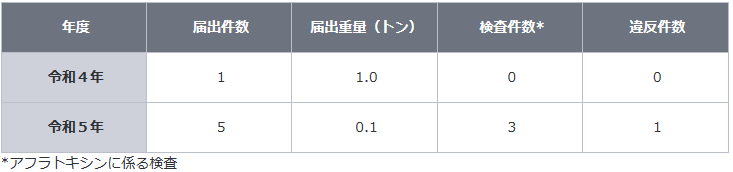 年度 届出件数 届出重量（トン） 検査件数* 違反件数
令和４年 1 1.0 0 0
令和５年 5 0.1 3 1
*アフラトキシンに係る検査